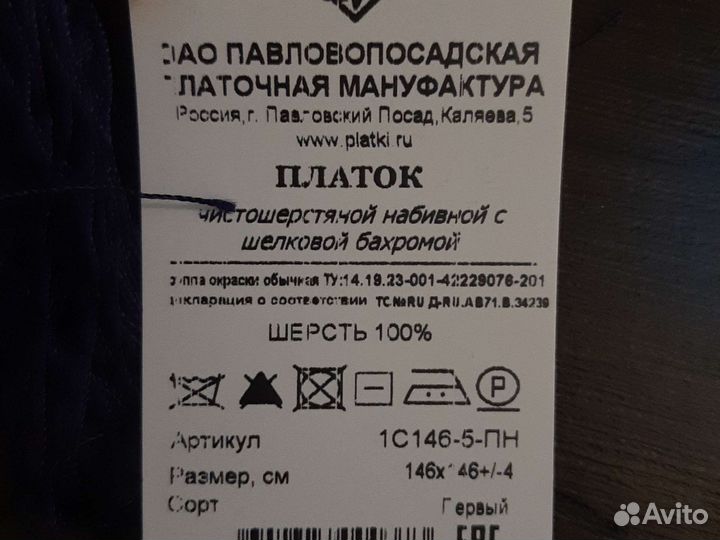 ОАО ПАВЛОВОПОСАДСКАЯ
ПЛАТОЧНАЯ МАНУФАКТУРА
Россия, г. Павловский Посад, Каляева, 5
www.platki.ru
ПЛАТОК
чистошерстяной набивной с
шелковой бахромой
группа окраски обычная ТУ:14.19.23-001-42229076-201
декларация о соответствии ТС №RU Д-RU.АВ71.В.34239
ШЕРСТЬ 100%
P
Артикул 1С146-5-ПН
Размер, см 146x146+/-4
Сорт Первый
EAC
Avito